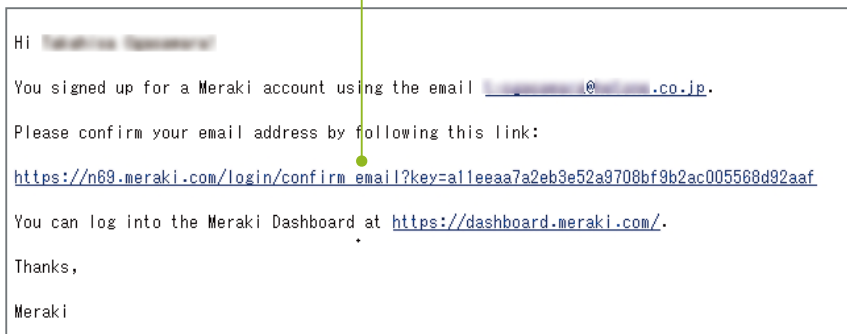 Hi
You signed up for a Meraki account using the email @ .co.jp.
Please confirm your email address by following this link:
https://n69.meraki.com/login/confirm_email?key=a11eeaa7a2eb3e52a9708bf9b2ac005568d92aaf
You can log into the Meraki Dashboard at https://dashboard.meraki.com/.
Thanks,
Meraki